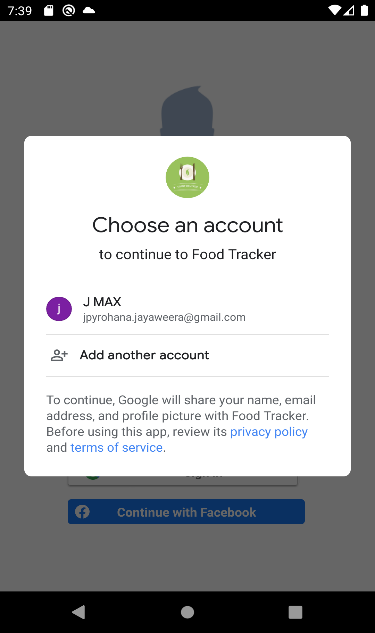 7:39
Choose an account
to continue to Food Tracker
j
J MAX
jpyrohana.jayaweera@gmail.com
Add another account
To continue, Google will share your name, email
address, and profile picture with Food Tracker.
Before using this app, review its privacy policy
and terms of service.
Continue with Facebook